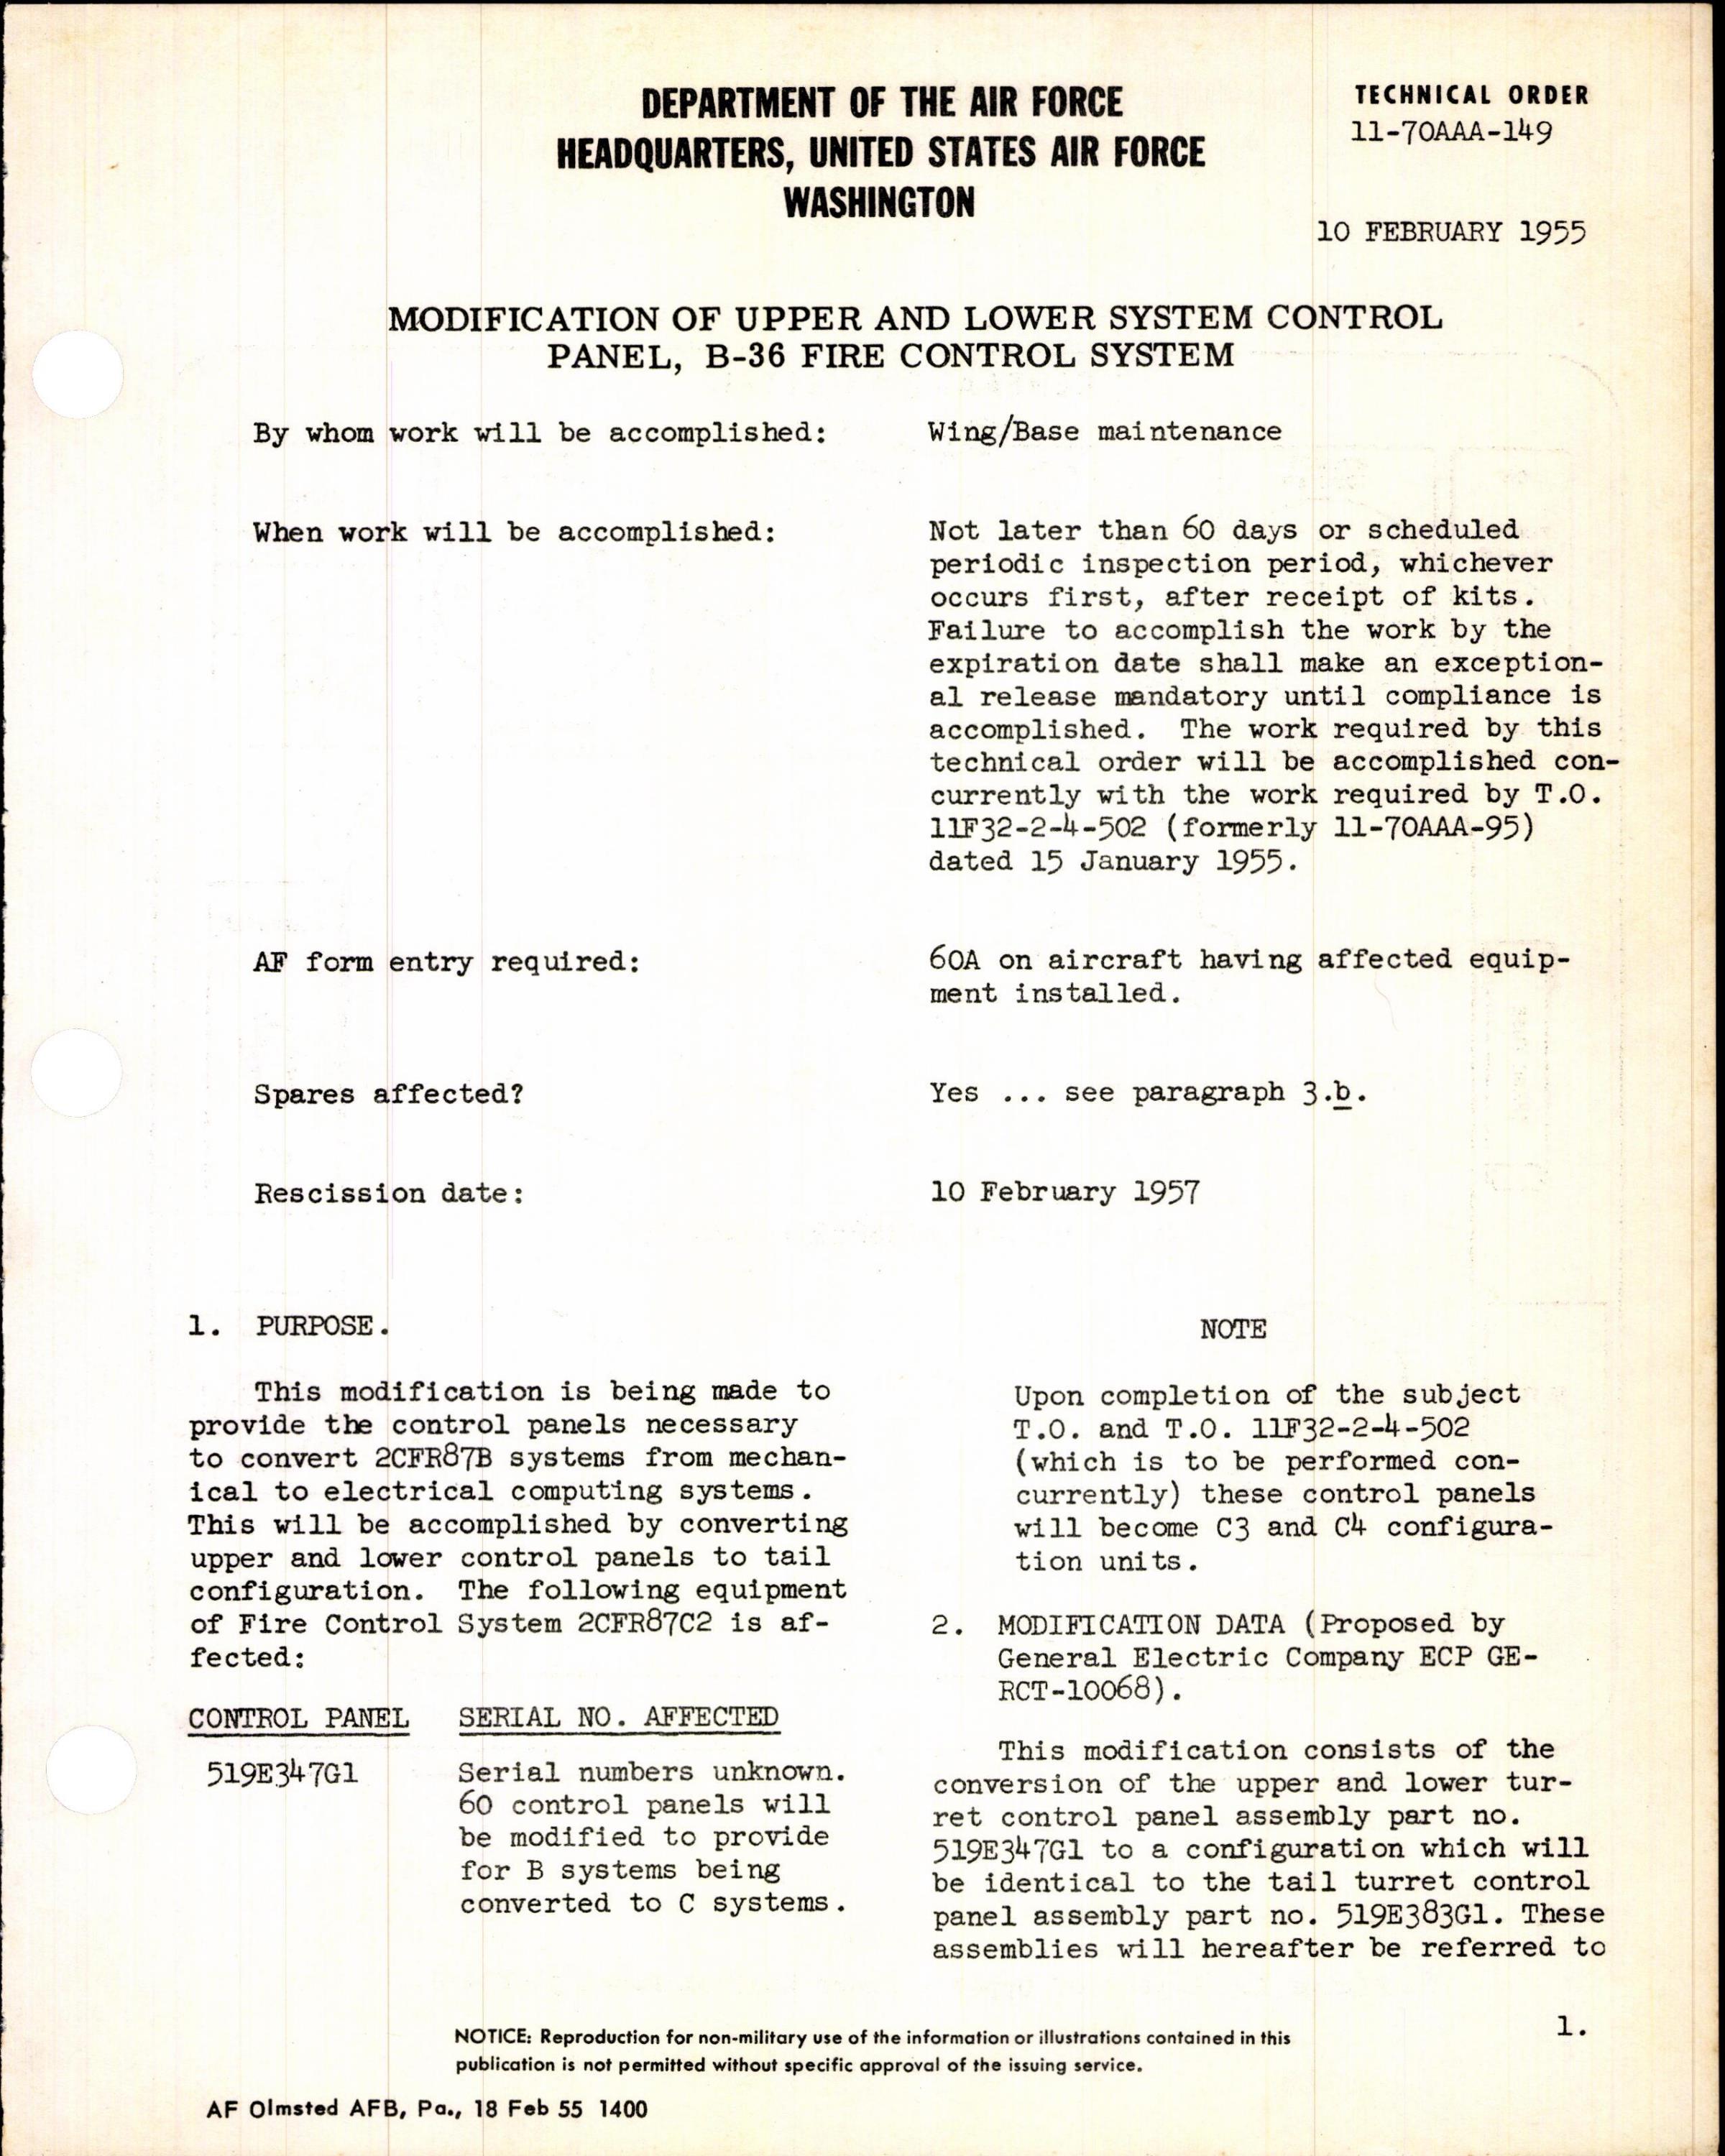 DEPARTMENT OF THE AIR FORCE
HEADQUARTERS, UNITED STATES AIR FORCE
WASHINGTON
TECHNICAL ORDER
11-70AAA-149
10 FEBRUARY 1955
MODIFICATION OF UPPER AND LOWER SYSTEM CONTROL
PANEL, B-36 FIRE CONTROL SYSTEM
By whom work will be accomplished:
Wing/Base maintenance
When work will be accomplished:
Not later than 60 days or scheduled
periodic inspection period, whichever
occurs first, after receipt of kits.
Failure to accomplish the work by the
expiration date shall make an exception-
al release mandatory until compliance is
accomplished. The work required by this
technical order will be accomplished con-
currently with the work required by T.O.
11F32-2-4-502 (formerly 11-70AAA-95)
dated 15 January 1955.
AF form entry required:
60A on aircraft having affected equip-
ment installed.
Spares affected?
Yes ... see paragraph 3.b.
Rescission date:
10 February 1957
1. PURPOSE.
This modification is being made to
provide the control panels necessary
to convert 2CFR87B systems from mechan-
ical to electrical computing systems.
This will be accomplished by converting
upper and lower control panels to tail
configuration. The following equipment
of Fire Control System 2CFR87C2 is af-
fected:
CONTROL PANEL SERIAL NO. AFFECTED
519E347G1 Serial numbers unknown.
60 control panels will
be modified to provide
for B systems being
converted to C systems.
NOTE
Upon completion of the subject
T.O. and T.O. 11F32-2-4-502
(which is to be performed con-
currently) these control panels
will become C3 and C4 configura-
tion units.
2. MODIFICATION DATA (Proposed by
General Electric Company ECP GE-
RCT-10068).
This modification consists of the
conversion of the upper and lower tur-
ret control panel assembly part no.
519E347G1 to a configuration which will
be identical to the tail turret control
panel assembly part no. 519E383G1. These
assemblies will hereafter be referred to
1.
NOTICE: Reproduction for non-military use of the information or illustrations contained in this
publication is not permitted without specific approval of the issuing service.
AF Olmsted AFB, Pa., 18 Feb 55 1400